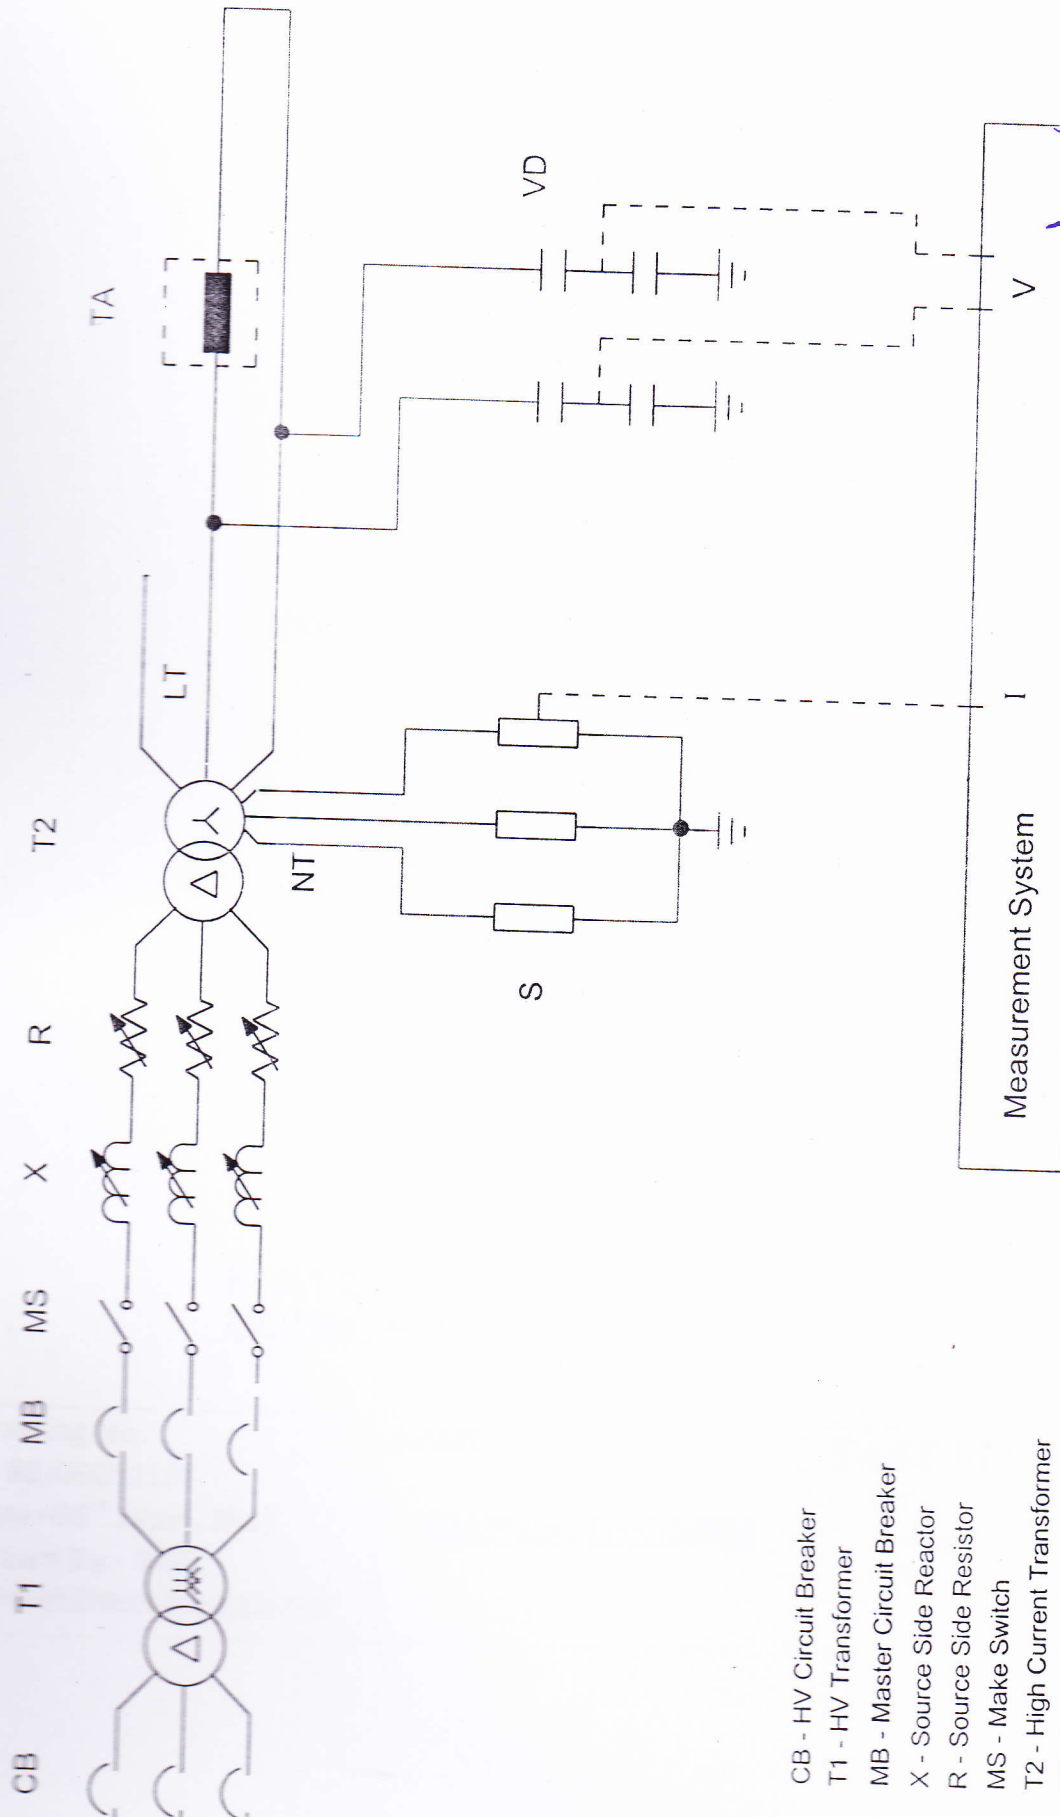 CB
T1
MB
MS
X
R
T2
LT
TA
NT
S
VD
I
V
Measurement System
CB - HV Circuit Breaker
T1 - HV Transformer
MB - Master Circuit Breaker
X - Source Side Reactor
R - Source Side Resistor
MS - Make Switch
T2 - High Current Transformer